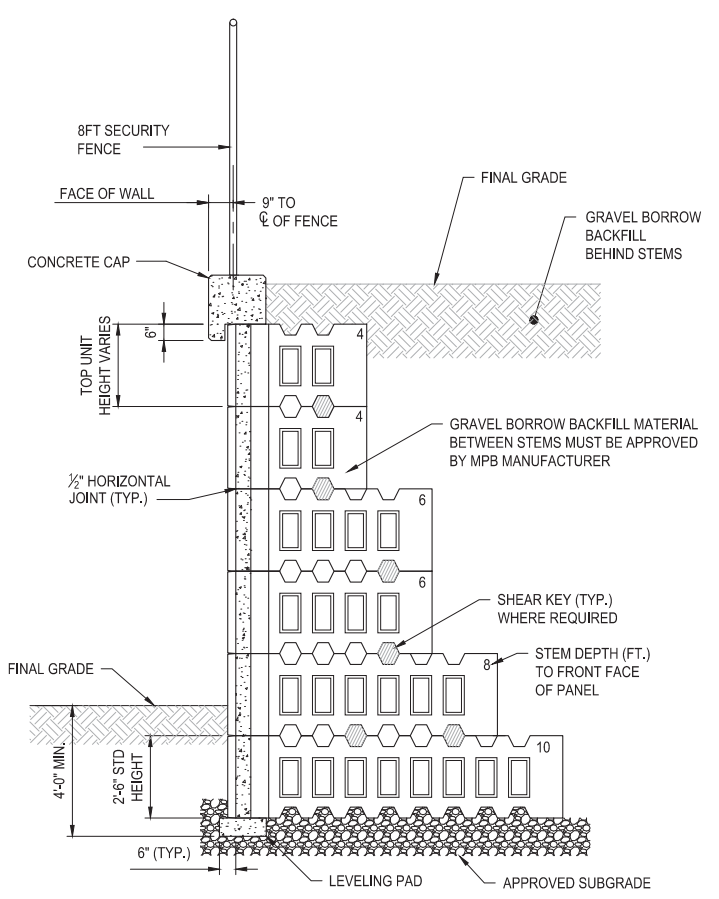 8FT SECURITY
FENCE
FACE OF WALL
9" TO
℄ OF FENCE
FINAL GRADE
GRAVEL BORROW
BACKFILL
BEHIND STEMS
CONCRETE CAP
6"
TOP UNIT
HEIGHT VARIES
4
4
GRAVEL BORROW BACKFILL MATERIAL
BETWEEN STEMS MUST BE APPROVED
BY MPB MANUFACTURER
½" HORIZONTAL
JOINT (TYP.)
6
6
SHEAR KEY (TYP.)
WHERE REQUIRED
8
STEM DEPTH (FT.)
TO FRONT FACE
OF PANEL
FINAL GRADE
4'-0" MIN.
2'-6" STD
HEIGHT
10
6" (TYP.)
LEVELING PAD
APPROVED SUBGRADE